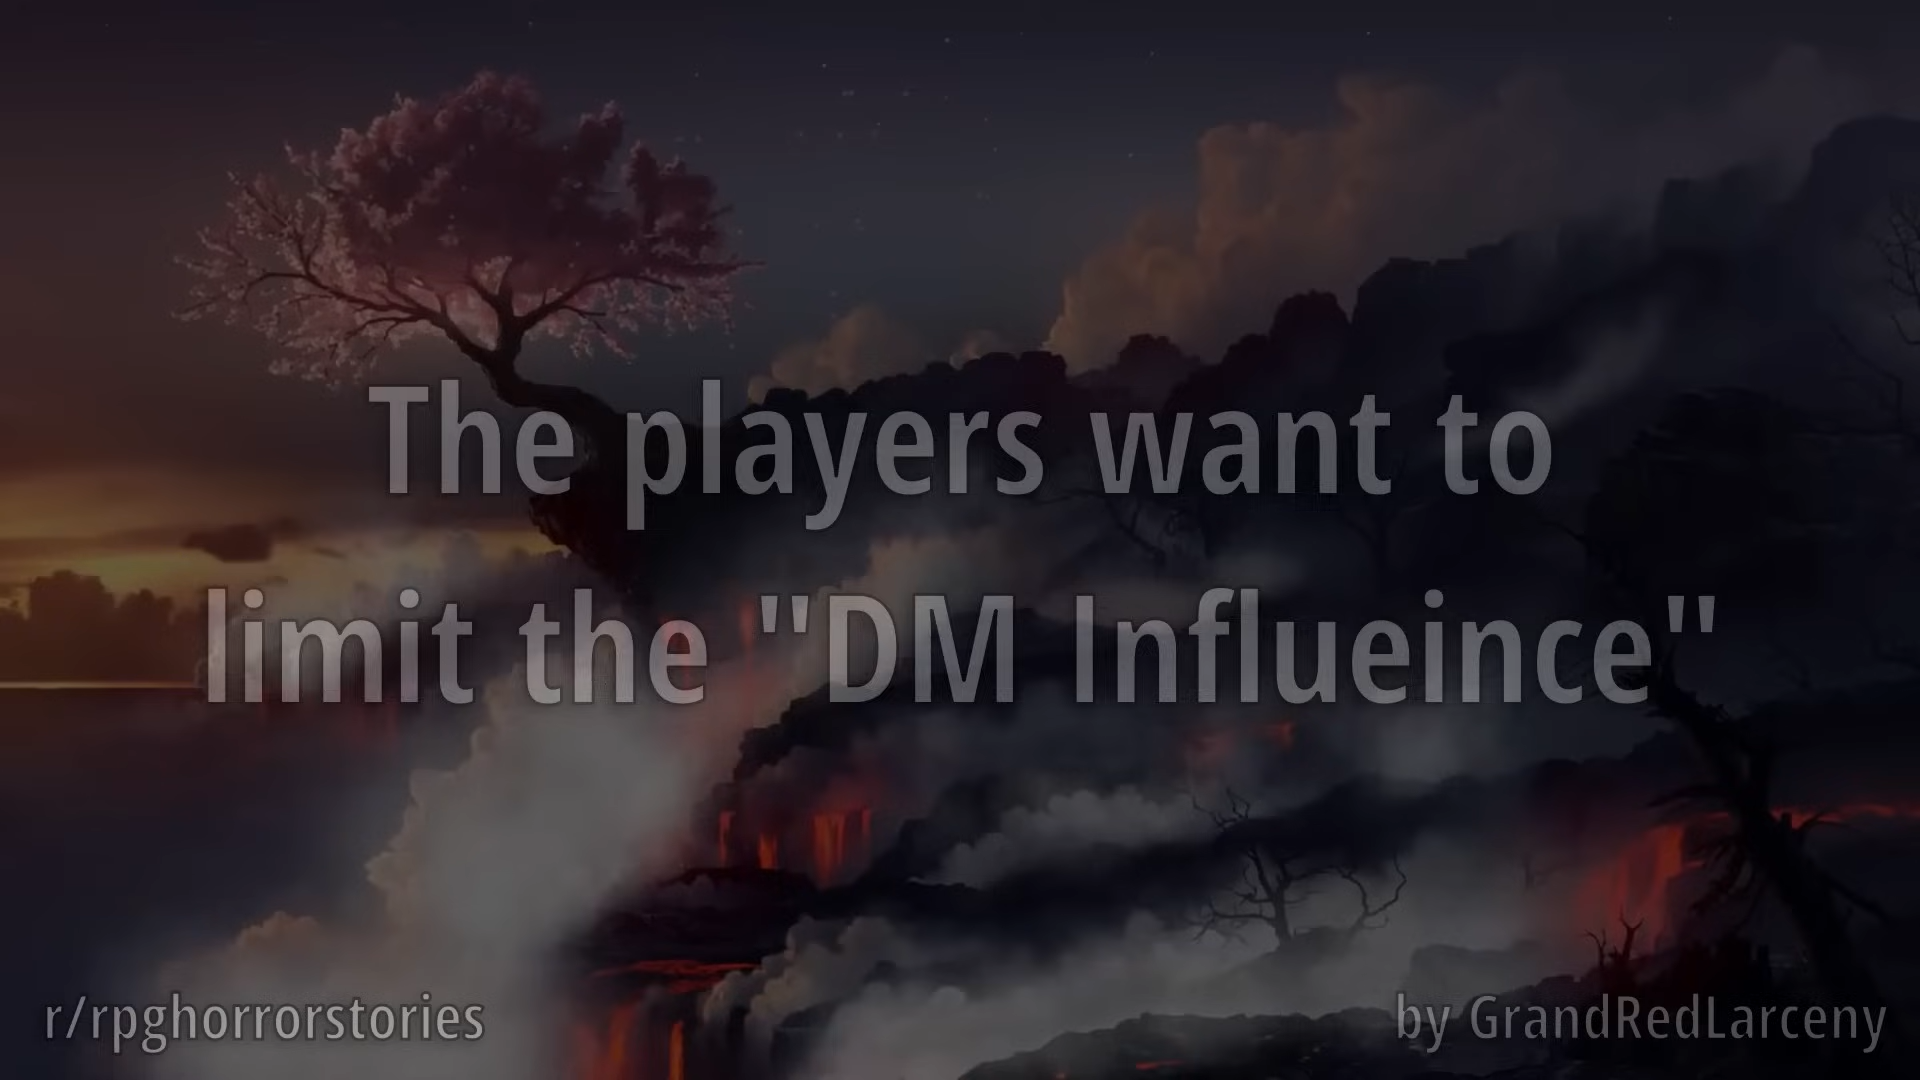 The players want to
limit the "DM Influeince"
r/rpghorrorstories
by GrandRedLarceny